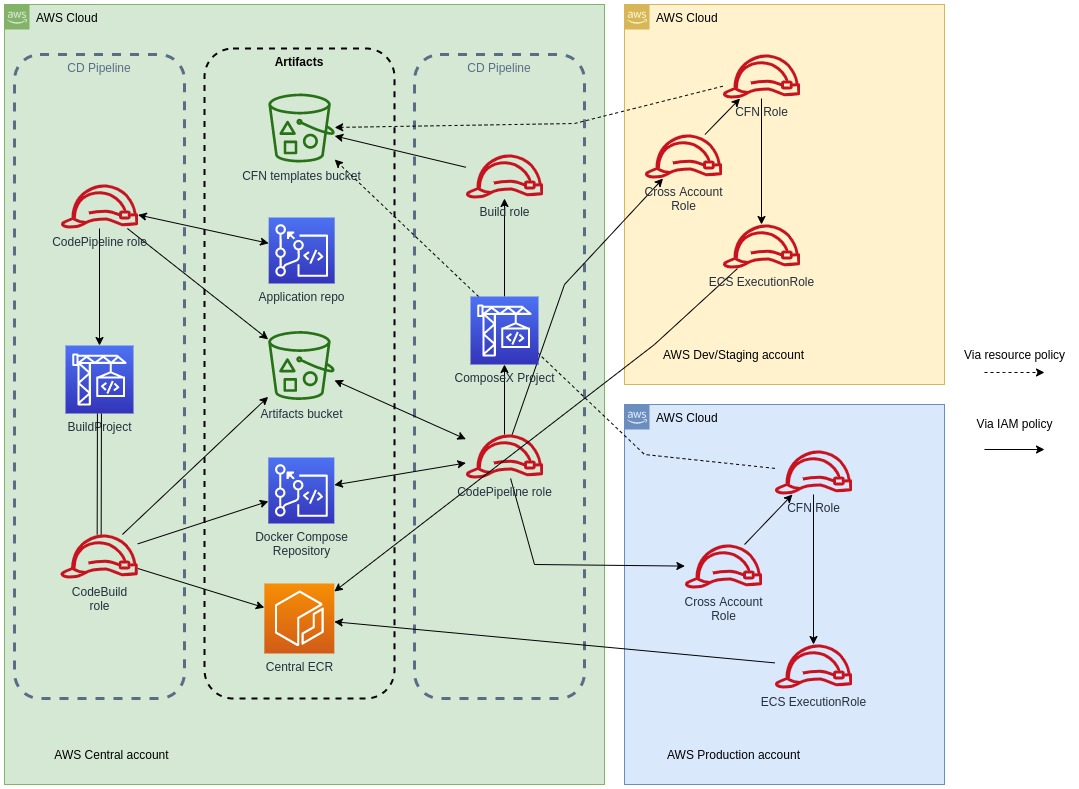 aws
AWS Cloud
CD Pipeline
CodePipeline role
BuildProject
CodeBuild
role
Artifacts
CFN templates bucket
Application repo
Artifacts bucket
Docker Compose
Repository
Central ECR
CD Pipeline
Build role
ComposeX Project
CodePipeline role
AWS Central account
aws
AWS Cloud
CFN Role
Cross Account
Role
ECS ExecutionRole
AWS Dev/Staging account
aws
AWS Cloud
CFN Role
Cross Account
Role
ECS ExecutionRole
AWS Production account
Via resource policy
Via IAM policy